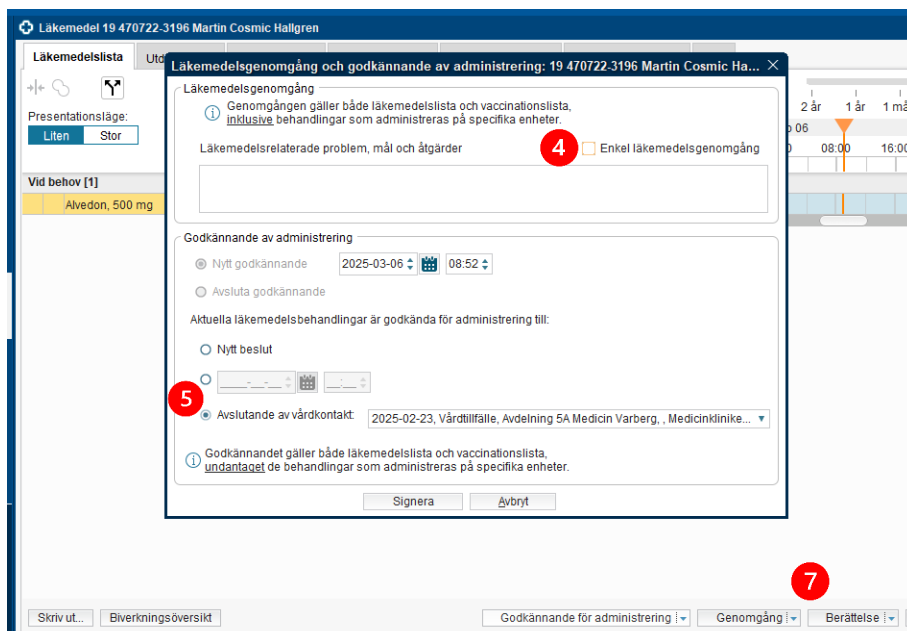 Läkemedel 19 470722-3196 Martin Cosmic Hallgren
Läkemedelslista
Utd
Presentationsläge:
Liten Stor
Vid behov [1]
Alvedon, 500 mg
Läkemedelsgenomgång och godkännande av administrering: 19 470722-3196 Martin Cosmic Ha...
Läkemedelsgenomgång
Genomgången gäller både läkemedelslista och vaccinationslista,
inklusive behandlingar som administreras på specifika enheter.
Läkemedelsrelaterade problem, mål och åtgärder
4 Enkel läkemedelsgenomgång
Godkännande av administrering
Nytt godkännande 2025-03-06 08:52
Avsluta godkännande
Aktuella läkemedelsbehandlingar är godkända för administrering till:
Nytt beslut
____-__-__ __:__
5
Avslutande av vårdkontakt: 2025-02-23, Vårdtillfälle, Avdelning 5A Medicin Varberg, , Medicinklinike...
Godkännandet gäller både läkemedelslista och vaccinationslista,
undantaget de behandlingar som administreras på specifika enheter.
Signera Avbryt
2 år 1 år 1 må
06
08:00 16:00
7
Skriv ut... Biverkningsöversikt Godkännande för administrering Genomgång Berättelse